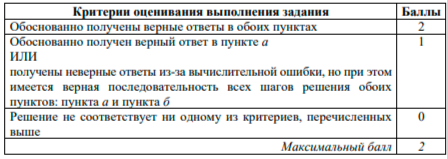 Критерии оценивания выполнения задания Баллы
Обоснованно получены верные ответы в обоих пунктах 2
Обоснованно получен верный ответ в пункте а 1
ИЛИ
получены неверные ответы из-за вычислительной ошибки, но при этом
имеется верная последовательность всех шагов решения обоих
пунктов: пункта а и пункта б
Решение не соответствует ни одному из критериев, перечисленных 0
выше
Максимальный балл 2